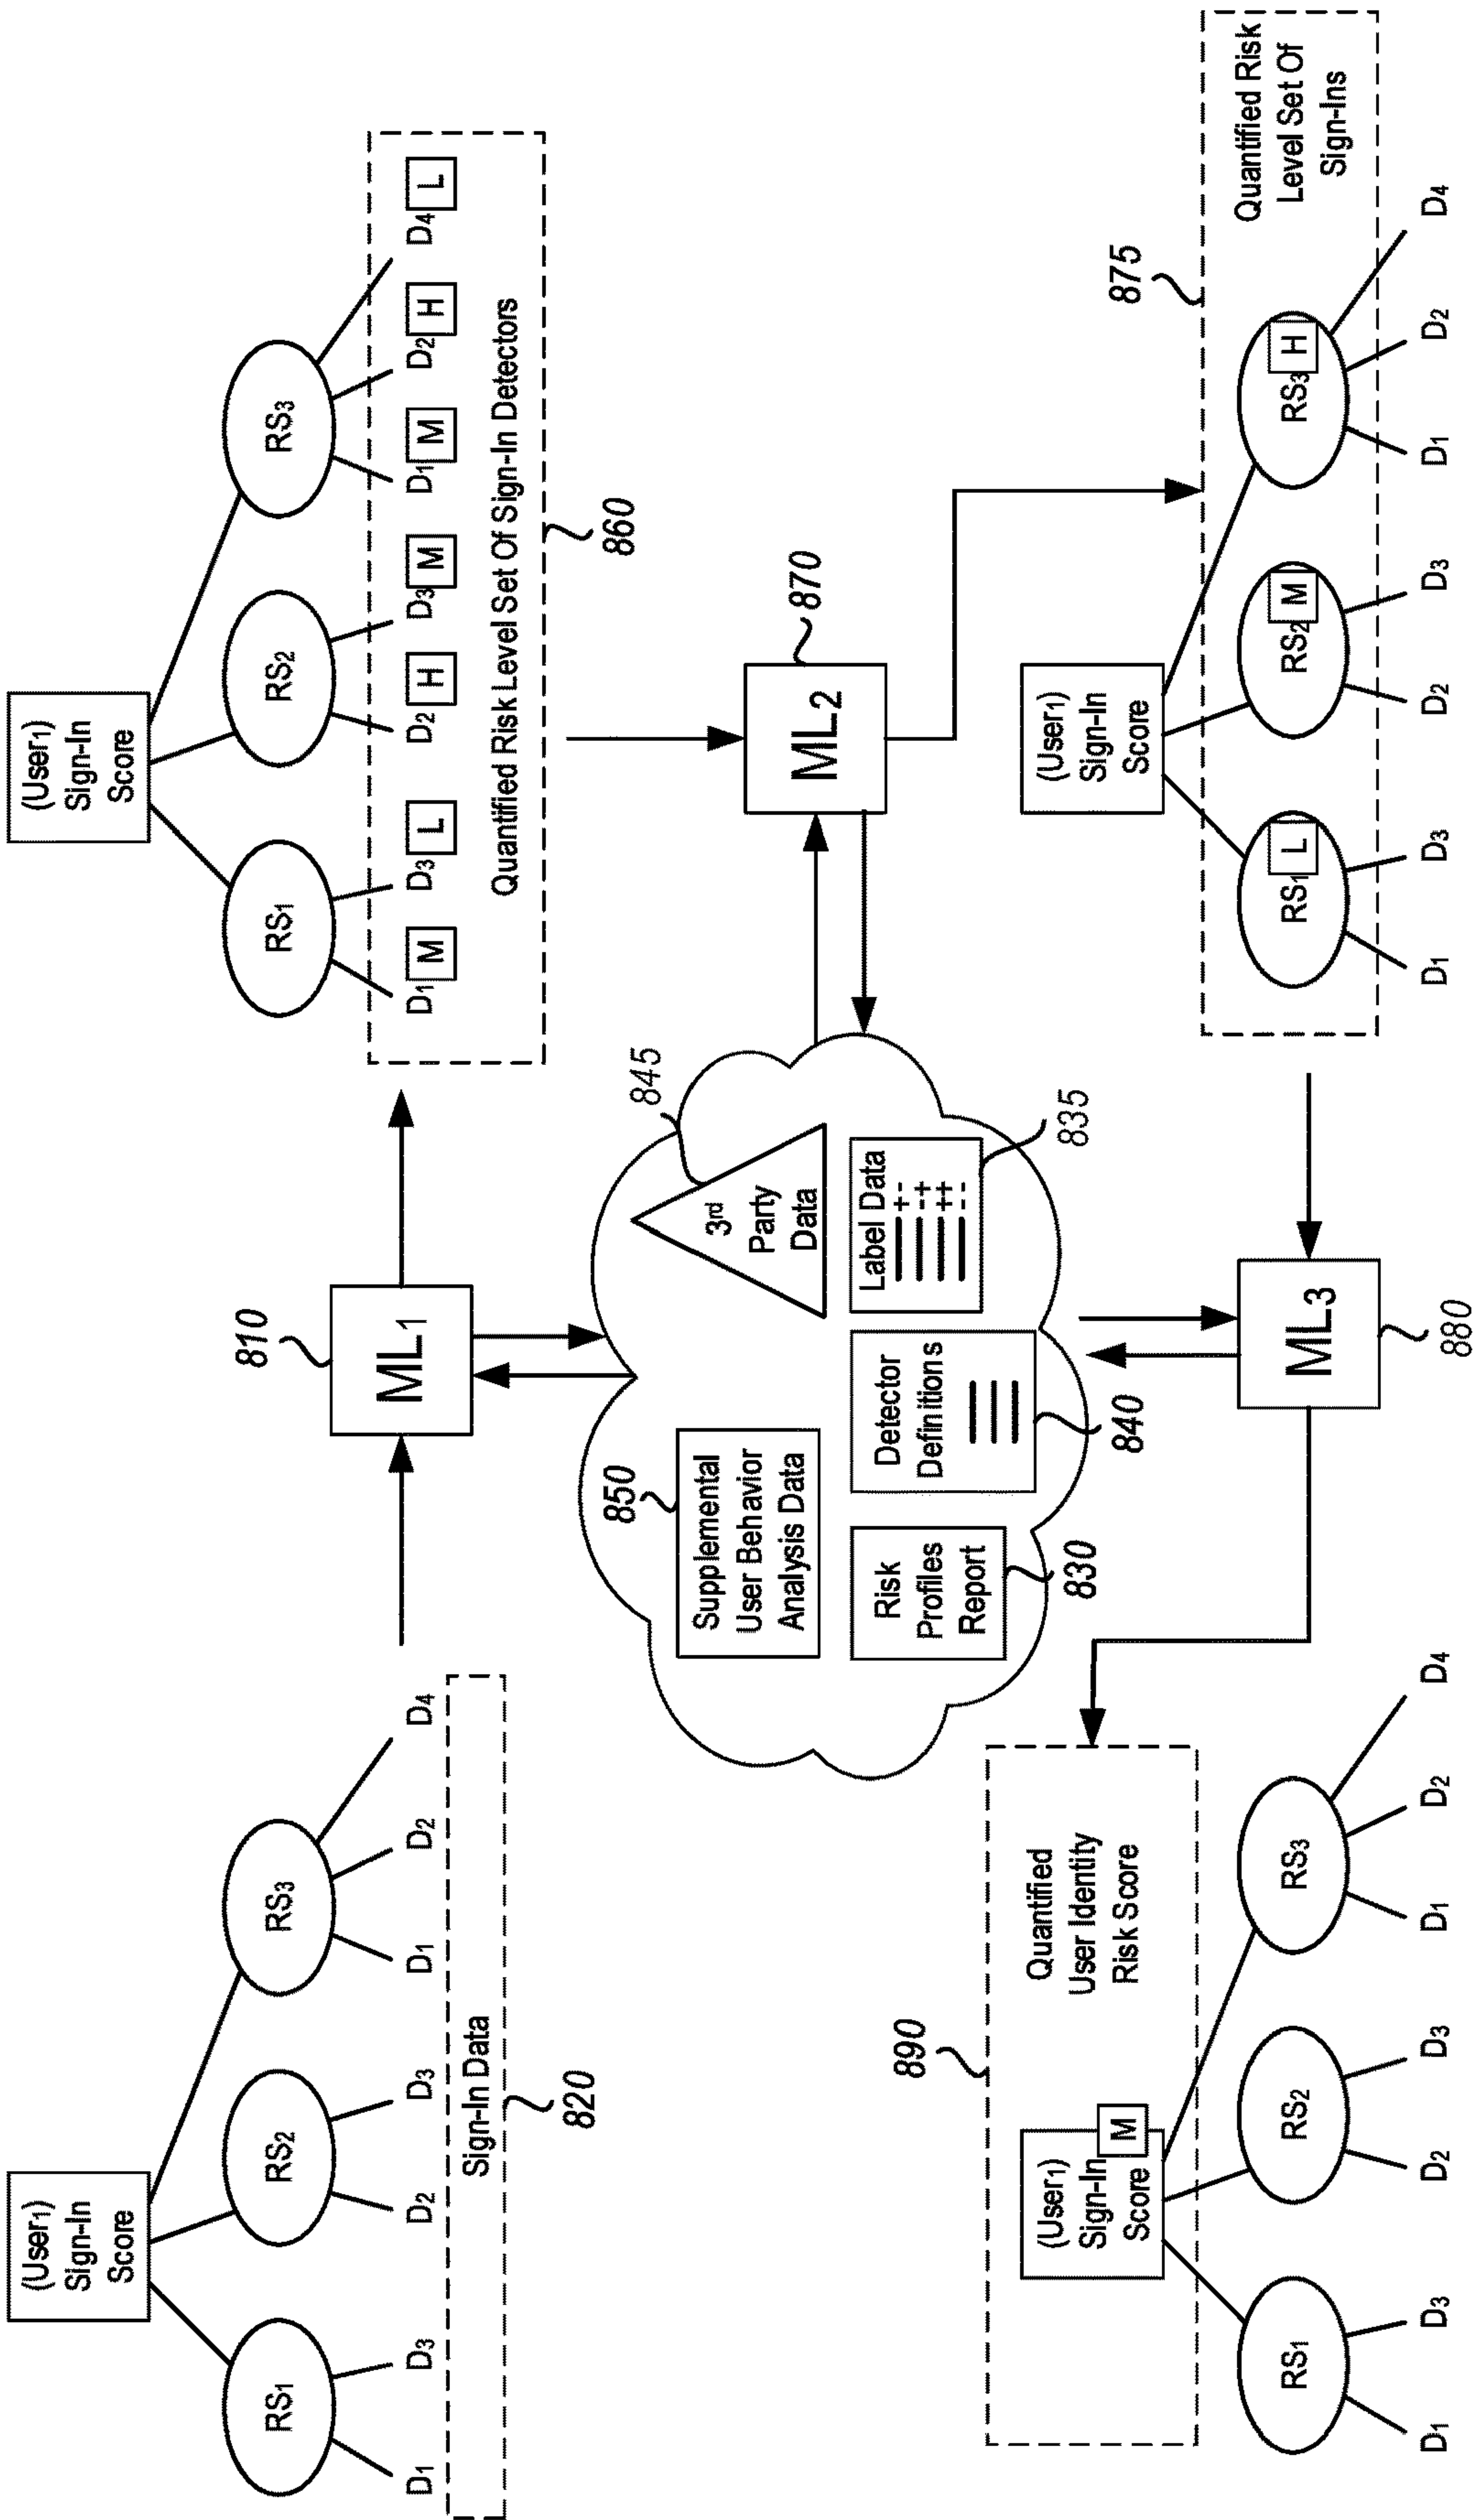 (User1)
Sign-In
Score
RS1
RS2
RS3
D1
D3
D2
D3
D1
D2
D4
Sign-In Data
820
810
ML1
(User1)
Sign-In
Score
RS1
RS2
RS3
D1 M
D3 L
D2 H
D3 M
D1 M
D2 H
D4 L
Quantified Risk Level Set Of Sign-In Detectors
860
850
Supplemental
User Behavior
Analysis Data
845
3rd
Party
Data
Risk
Profiles
Report
830
Detector
Definitions
840
Label Data
+-
-+
++
--
835
870
ML2
890
(User1)
Sign-In
Score
M
Quantified
User Identity
Risk Score
RS1
RS2
RS3
D1
D3
D2
D3
D1
D2
D4
ML3
880
875
(User1)
Sign-In
Score
Quantified Risk
Level Set Of
Sign-Ins
RS1 L
RS2 M
RS3 H
D1
D3
D2
D3
D1
D2
D4